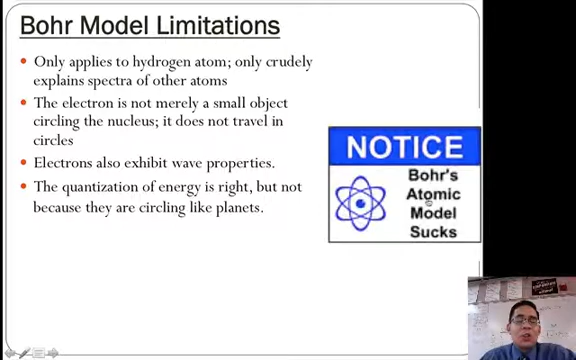 Bohr Model Limitations
• Only applies to hydrogen atom; only crudely
explains spectra of other atoms
• The electron is not merely a small object
circling the nucleus; it does not travel in
circles
• Electrons also exhibit wave properties.
• The quantization of energy is right, but not
because they are circling like planets.
NOTICE
Bohr's
Atomic
Model
Sucks